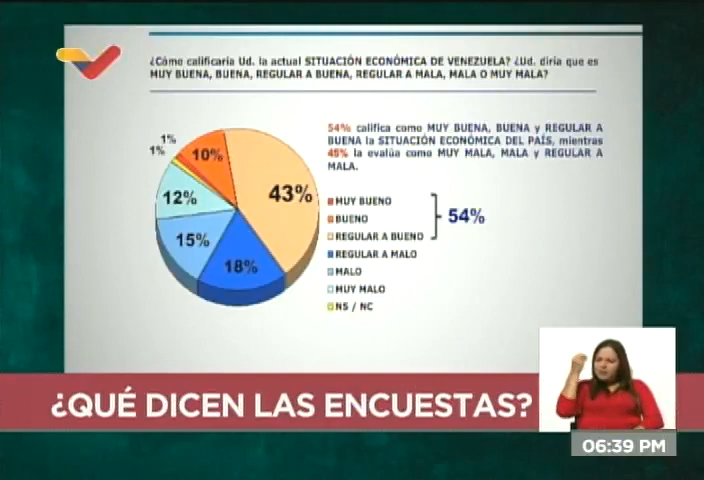 ¿Cómo calificaría Ud. la actual SITUACIÓN ECONÓMICA DE VENEZUELA? ¿Ud. diría que es
MUY BUENA, BUENA, REGULAR A BUENA, REGULAR A MALA, MALA O MUY MALA?
54% califica como MUY BUENA, BUENA y REGULAR A
BUENA la SITUACIÓN ECONÓMICA DEL PAÍS, mientras
45% la evalúa como MUY MALA, MALA y REGULAR A
MALA.
1%
1%
10%
43%
12%
15%
18%
MUY BUENO
BUENO
REGULAR A BUENO
54%
REGULAR A MALO
MALO
MUY MALO
NS / NC
¿QUÉ DICEN LAS ENCUESTAS?
06:39 PM